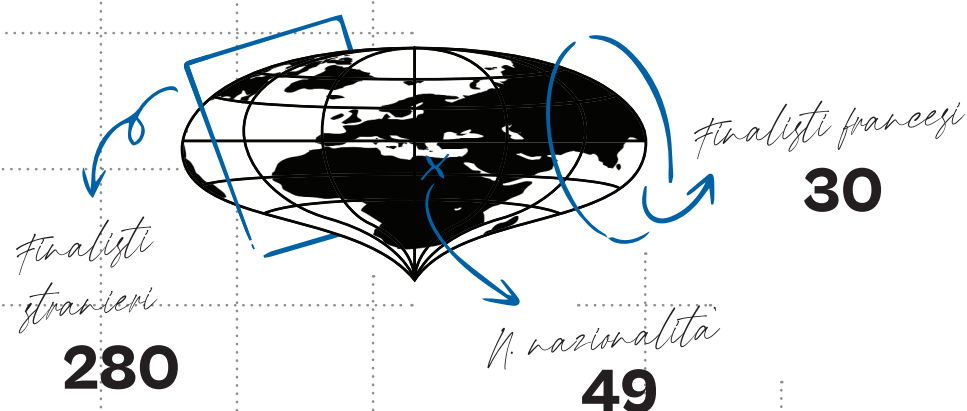 Finalisti francesi
30
Finalisti
stranieri
280
N. nazionalità
49